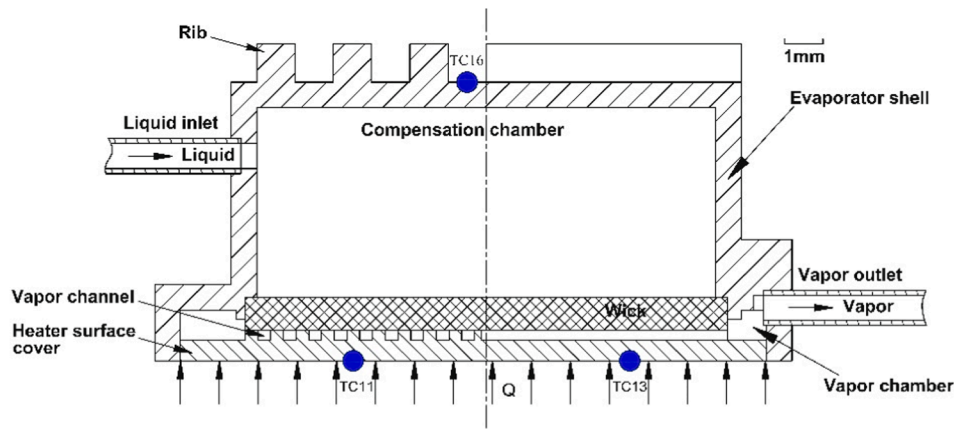 Rib
TC16
1mm
Evaporator shell
Liquid inlet
Compensation chamber
Liquid
Vapor channel
Wick
Vapor outlet
Vapor
Heater surface
cover
TC11
Q
TC13
Vapor chamber